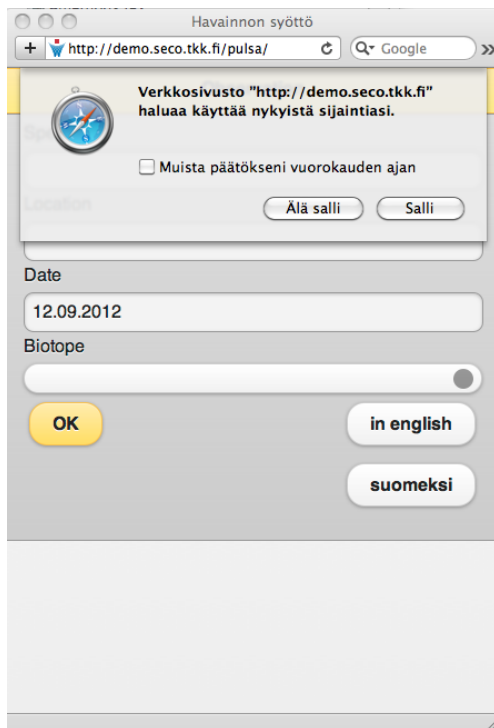 Havainnon syöttö
http://demo.seco.tkk.fi/pulsa/
Google
Verkkosivusto "http://demo.seco.tkk.fi"
haluaa käyttää nykyistä sijaintiasi.
Muista päätökseni vuorokauden ajan
Älä salli
Salli
Location
Date
12.09.2012
Biotope
OK
in english
suomeksi